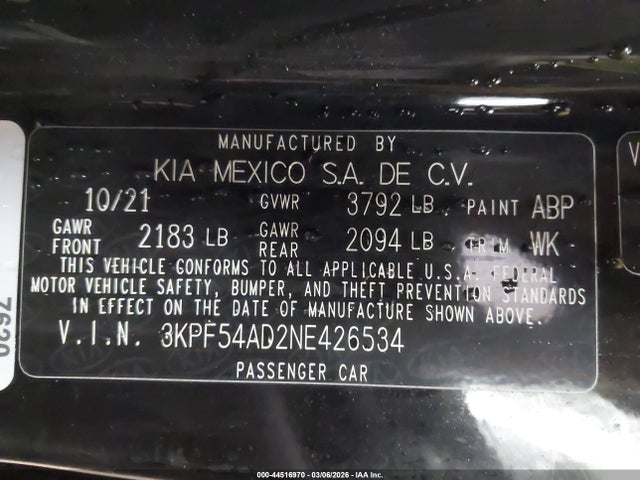 MANUFACTURED BY
KIA MEXICO S.A. DE C.V.
10/21 GVWR 3792 LB PAINT ABP
GAWR FRONT 2183 LB GAWR REAR 2094 LB TRIM WK
THIS VEHICLE CONFORMS TO ALL APPLICABLE U.S.A. FEDERAL
MOTOR VEHICLE SAFETY, BUMPER, AND THEFT PREVENTION STANDARDS
IN EFFECT ON THE DATE OF MANUFACTURE SHOWN ABOVE.
V.I.N. 3KPF54AD2NE426534
PASSENGER CAR
000-44516970 - 03/06/2026 - IAA Inc.